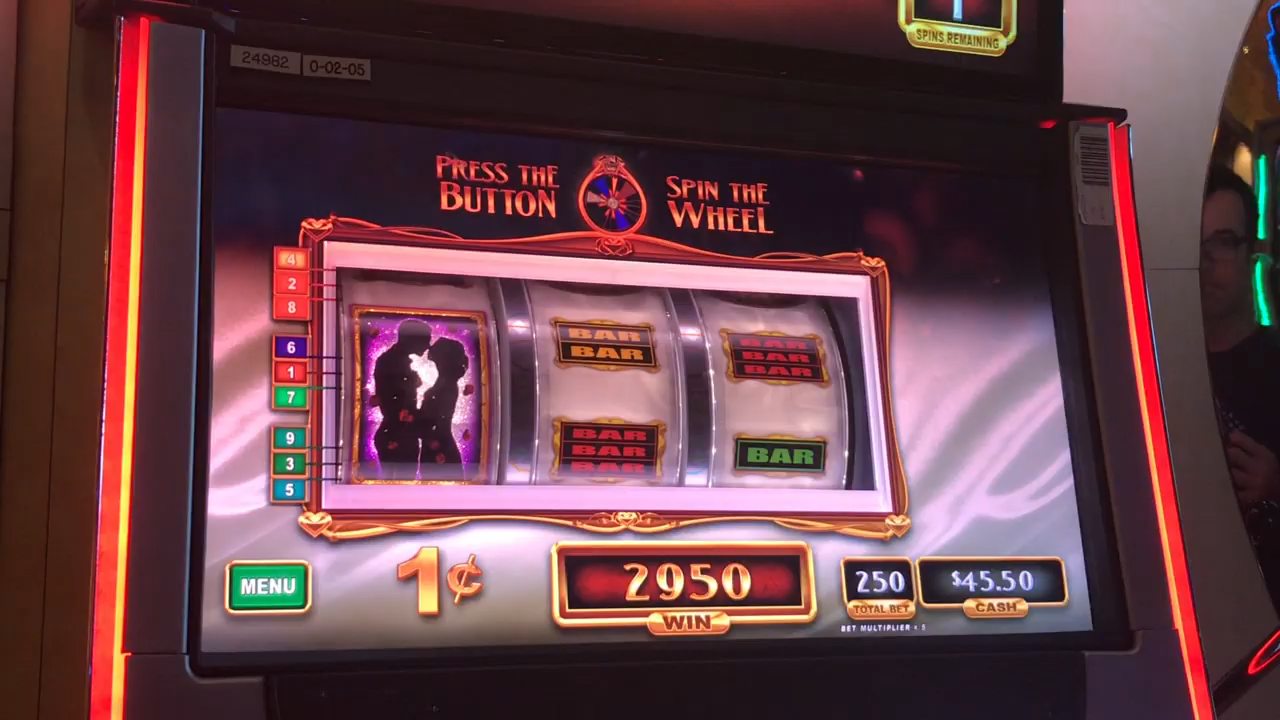 1
SPINS REMAINING
24982
0-02-05
PRESS THE
BUTTON
SPIN THE
WHEEL
4
2
8
6
1
7
9
3
5
BAR
BAR
BAR
BAR
BAR
BAR
BAR
BAR
BAR
MENU
1¢
2950
WIN
250
TOTAL BET
BET MULTIPLIER × 5
$45.50
CASH